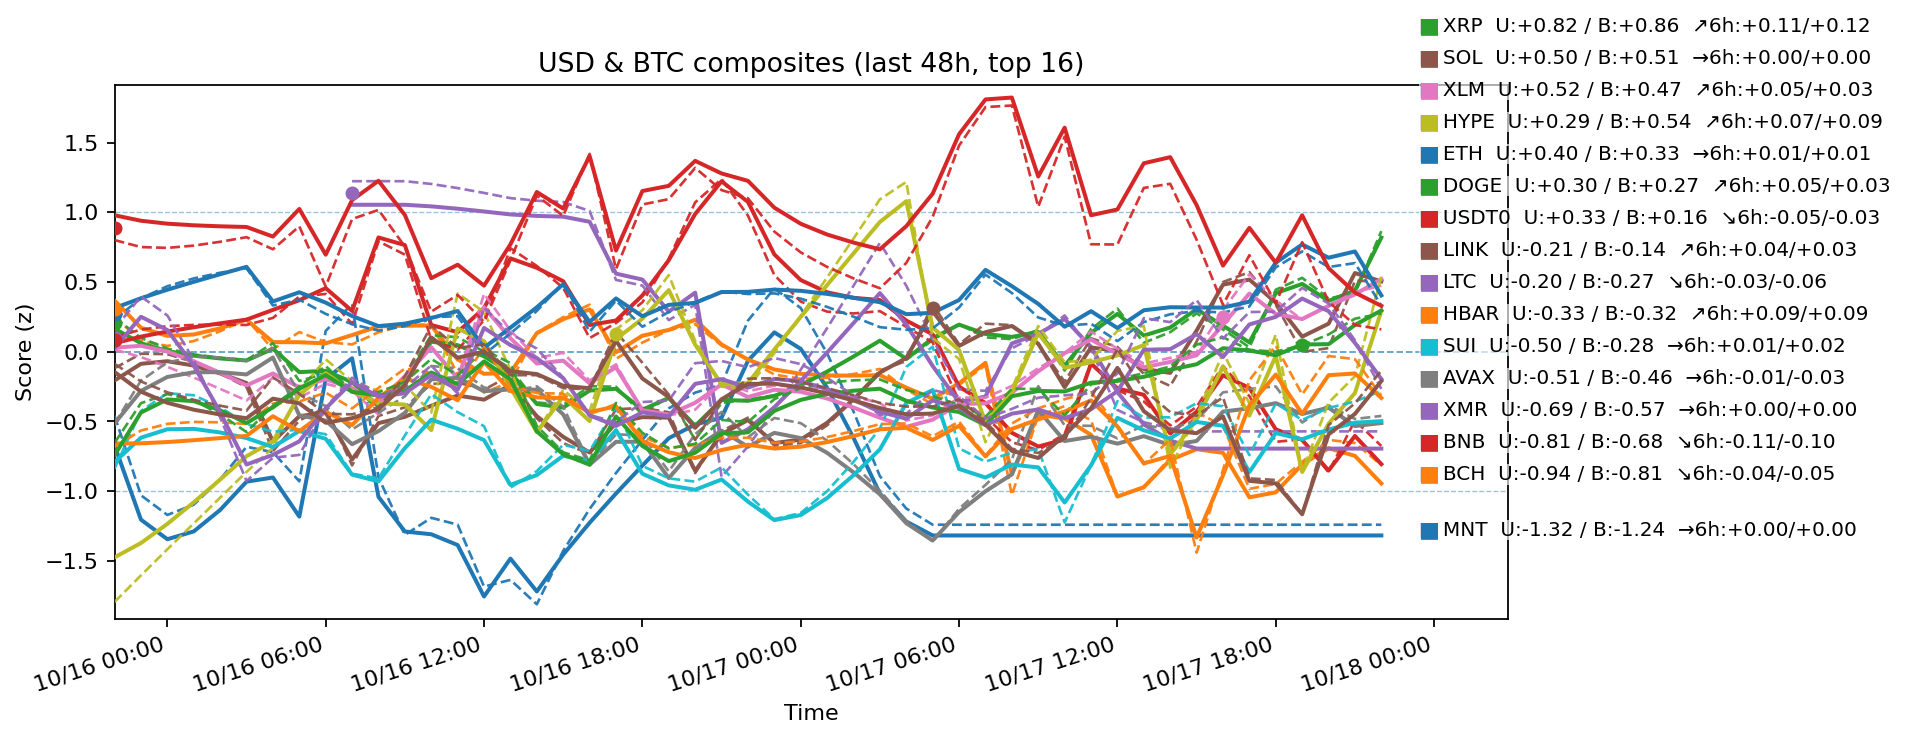 USD & BTC composites (last 48h, top 16)
XRP U:+0.82 / B:+0.86 ↗6h:+0.11/+0.12
SOL U:+0.50 / B:+0.51 →6h:+0.00/+0.00
XLM U:+0.52 / B:+0.47 ↗6h:+0.05/+0.03
HYPE U:+0.29 / B:+0.54 ↗6h:+0.07/+0.09
ETH U:+0.40 / B:+0.33 →6h:+0.01/+0.01
DOGE U:+0.30 / B:+0.27 ↗6h:+0.05/+0.03
USDT0 U:+0.33 / B:+0.16 ↘6h:-0.05/-0.03
LINK U:-0.21 / B:-0.14 ↗6h:+0.04/+0.03
LTC U:-0.20 / B:-0.27 ↘6h:-0.03/-0.06
HBAR U:-0.33 / B:-0.32 ↗6h:+0.09/+0.09
SUI U:-0.50 / B:-0.28 →6h:+0.01/+0.02
AVAX U:-0.51 / B:-0.46 →6h:-0.01/-0.03
XMR U:-0.69 / B:-0.57 →6h:+0.00/+0.00
BNB U:-0.81 / B:-0.68 ↘6h:-0.11/-0.10
BCH U:-0.94 / B:-0.81 ↘6h:-0.04/-0.05
MNT U:-1.32 / B:-1.24 →6h:+0.00/+0.00
Score (z)
1.5
1.0
0.5
0.0
−0.5
−1.0
−1.5
10/16 00:00
10/16 06:00
10/16 12:00
10/16 18:00
10/17 00:00
10/17 06:00
10/17 12:00
10/17 18:00
10/18 00:00
Time